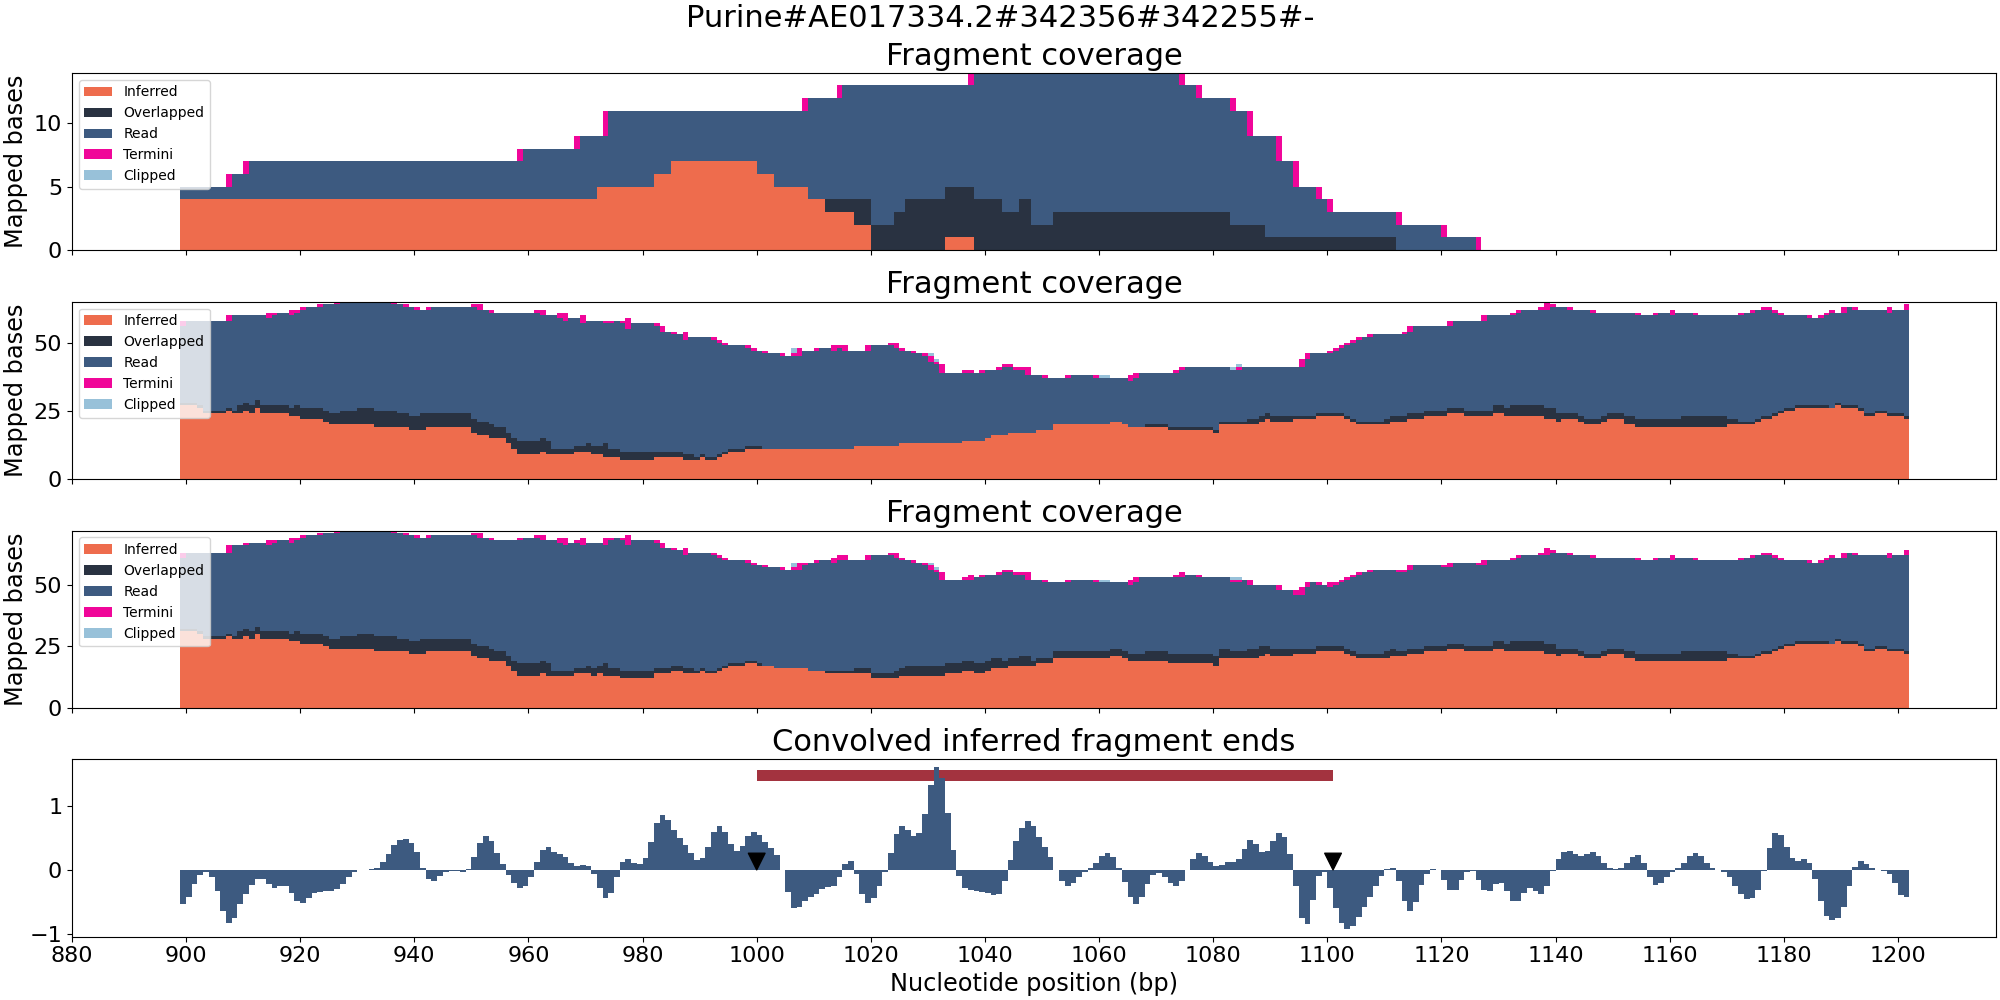 Purine#AE017334.2#342356#342255#-
Fragment coverage
Mapped bases
10
5
0
Inferred
Overlapped
Read
Termini
Clipped
Fragment coverage
Mapped bases
50
25
0
Inferred
Overlapped
Read
Termini
Clipped
Fragment coverage
Mapped bases
50
25
0
Inferred
Overlapped
Read
Termini
Clipped
Convolved inferred fragment ends
1
0
−1
880 900 920 940 960 980 1000 1020 1040 1060 1080 1100 1120 1140 1160 1180 1200
Nucleotide position (bp)